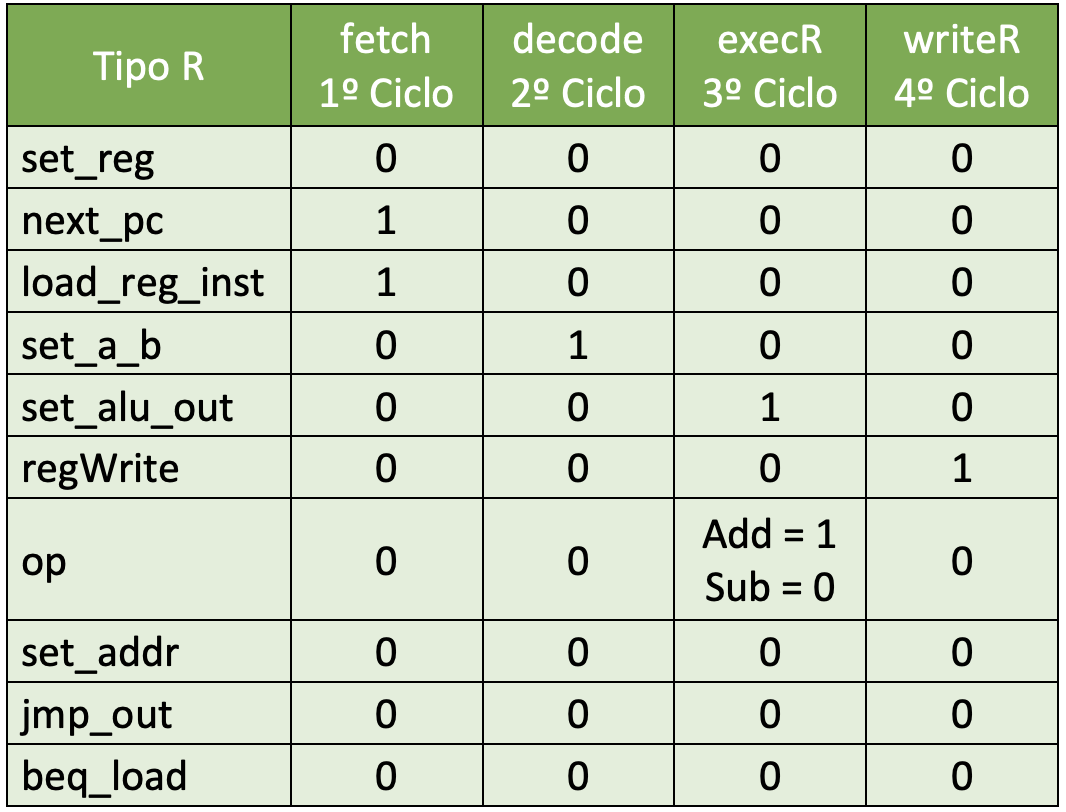 Tipo R fetch 1º Ciclo decode 2º Ciclo execR 3º Ciclo writeR 4º Ciclo
set_reg 0 0 0 0
next_pc 1 0 0 0
load_reg_inst 1 0 0 0
set_a_b 0 1 0 0
set_alu_out 0 0 1 0
regWrite 0 0 0 1
op 0 0 Add = 1 Sub = 0 0
set_addr 0 0 0 0
jmp_out 0 0 0 0
beq_load 0 0 0 0